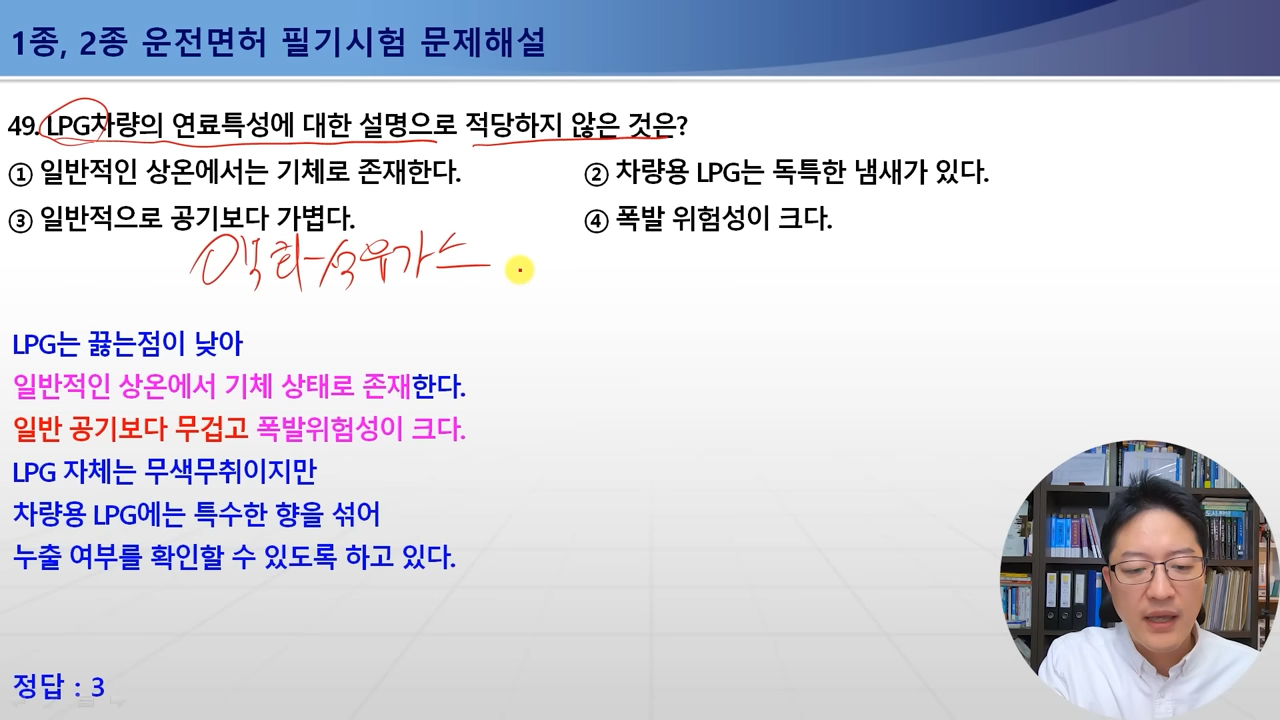 1종, 2종 운전면허 필기시험 문제해설
49. LPG차량의 연료특성에 대한 설명으로 적당하지 않은 것은?
① 일반적인 상온에서는 기체로 존재한다.
② 차량용 LPG는 독특한 냄새가 있다.
③ 일반적으로 공기보다 가볍다.
④ 폭발 위험성이 크다.
액화석유가스
LPG는 끓는점이 낮아
일반적인 상온에서 기체 상태로 존재한다.
일반 공기보다 무겁고 폭발위험성이 크다.
LPG 자체는 무색무취이지만
차량용 LPG에는 특수한 향을 섞어
누출 여부를 확인할 수 있도록 하고 있다.
정답 : 3